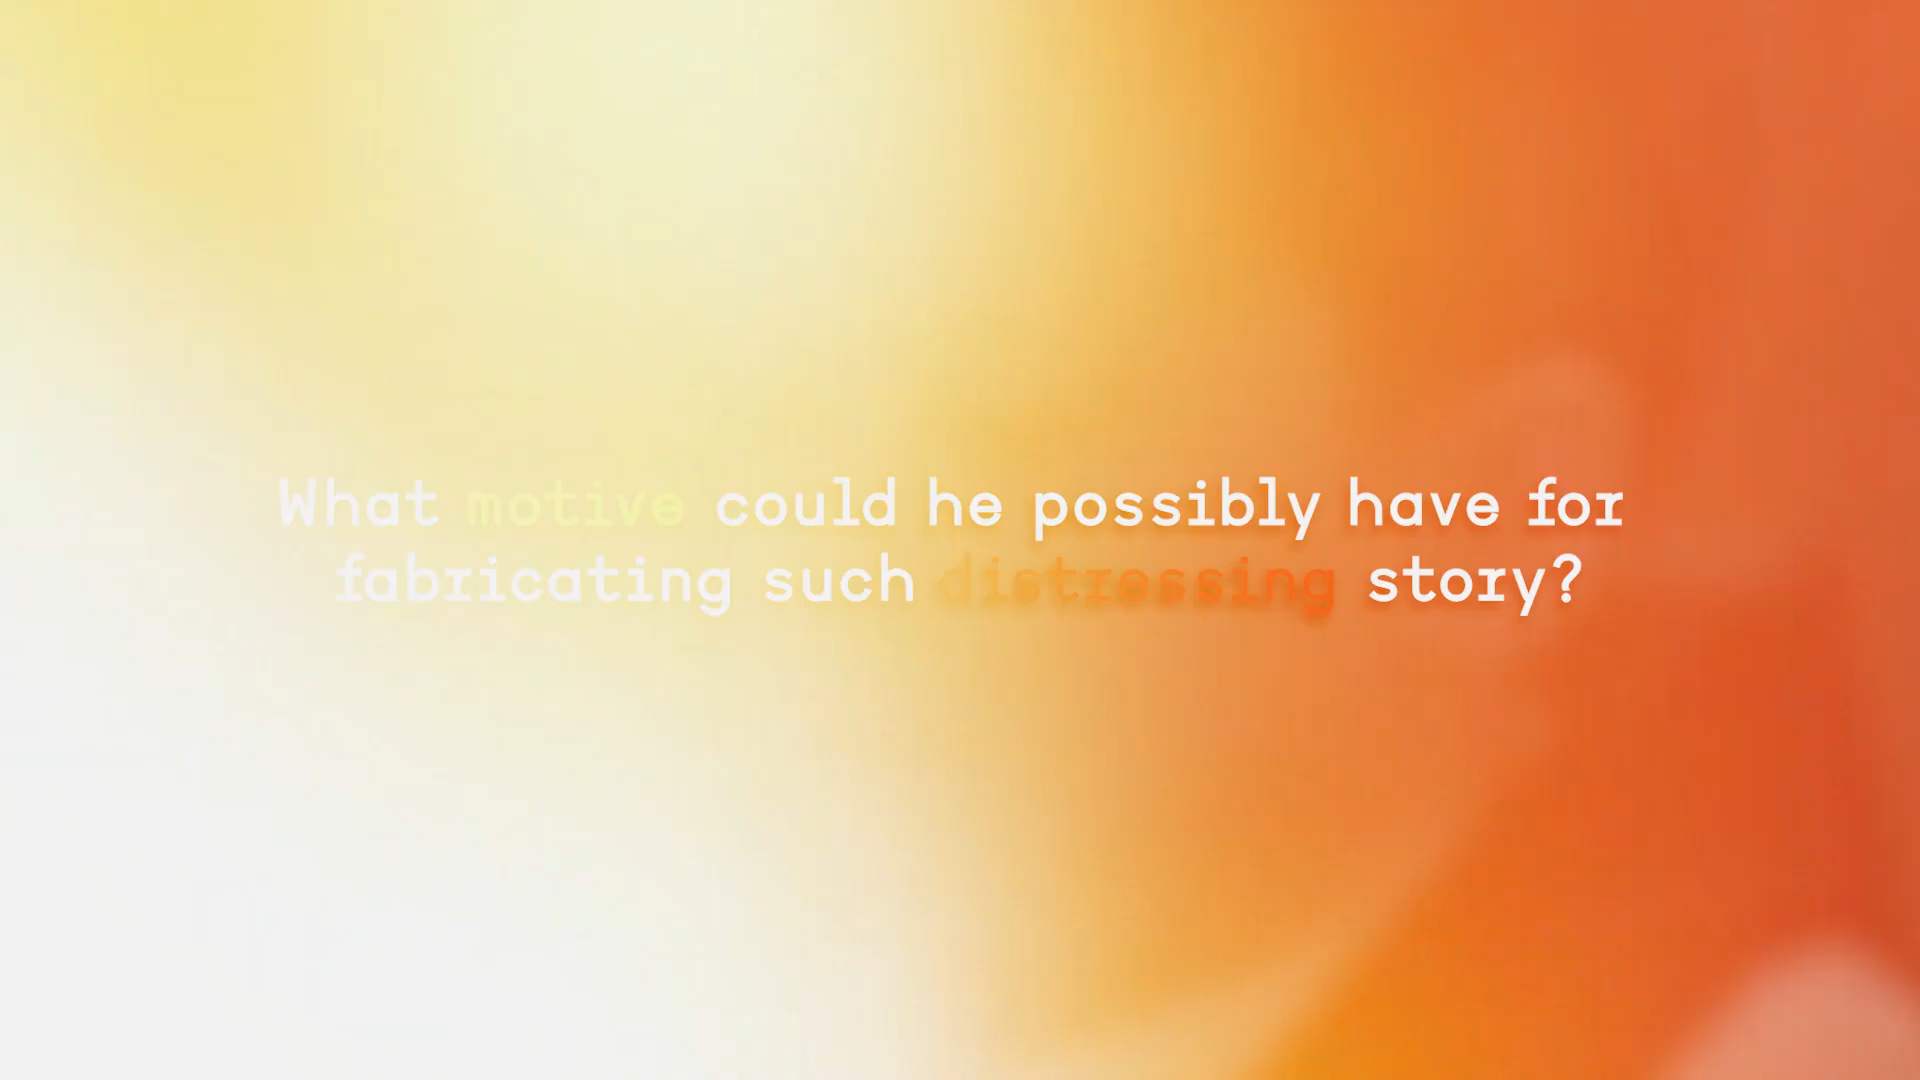 What motive could he possibly have for
fabricating such distressing story?